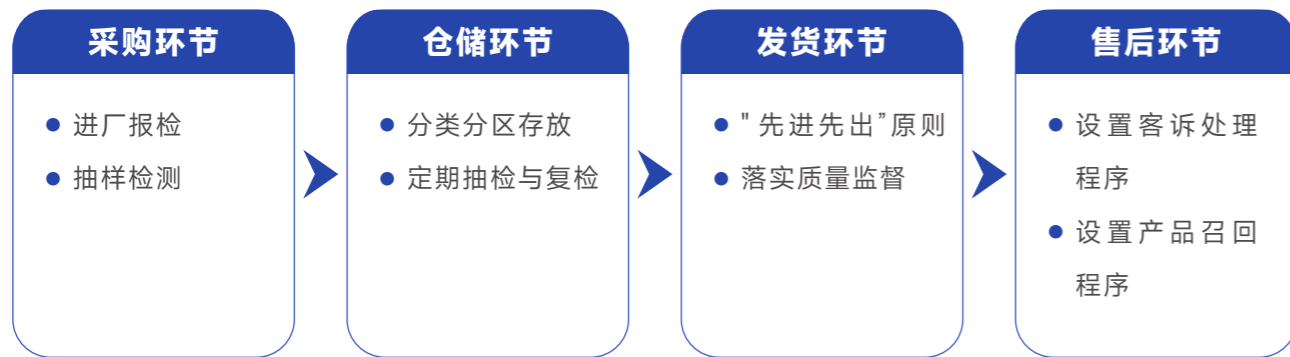 采购环节
进厂报检
抽样检测
仓储环节
分类分区存放
定期抽检与复检
发货环节
"先进先出”原则
落实质量监督
售后环节
设置客诉处理
程序
设置产品召回
程序